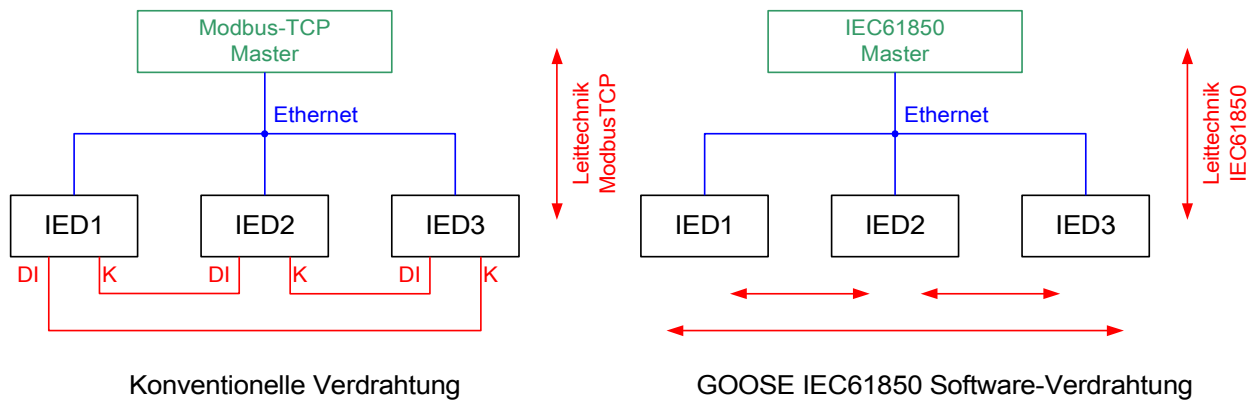 Modbus-TCP
Master
Ethernet
Leittechnik
ModbusTCP
IED1
IED2
IED3
DI
K
DI
K
DI
K
Konventionelle Verdrahtung
IEC61850
Master
Ethernet
Leittechnik
IEC61850
IED1
IED2
IED3
GOOSE IEC61850 Software-Verdrahtung